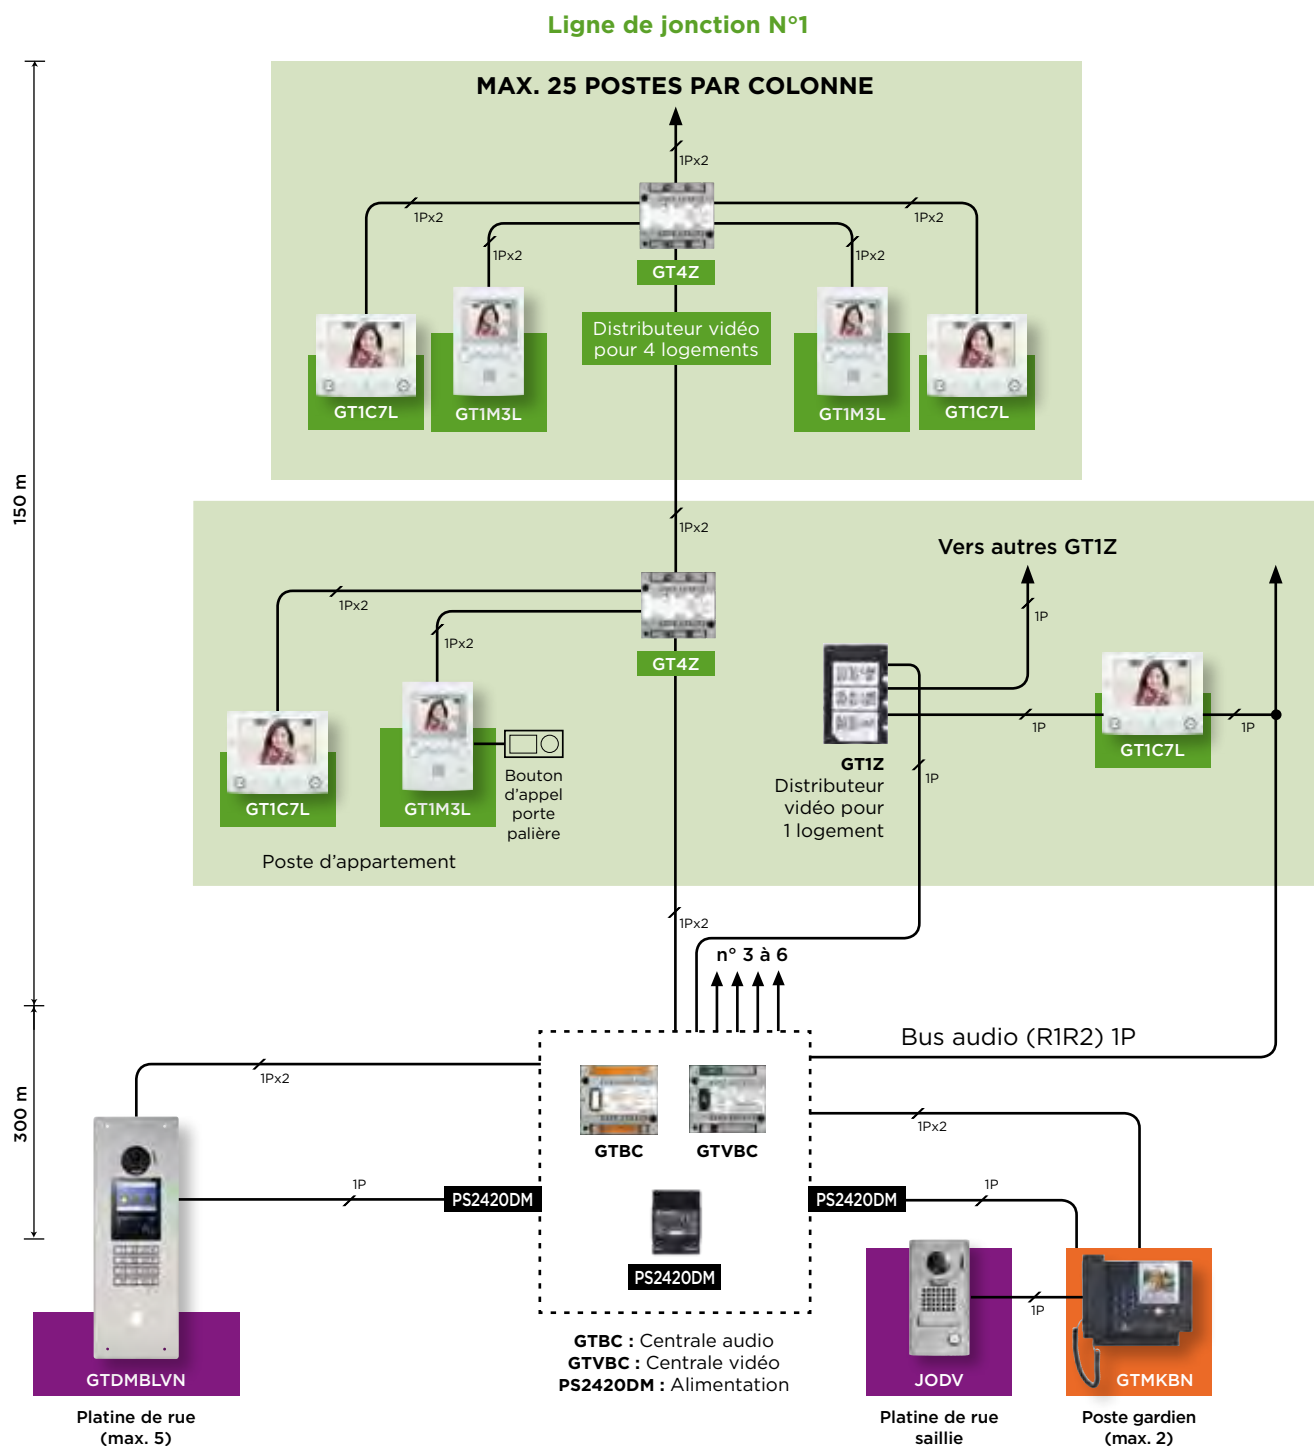 Ligne de jonction N°1
MAX. 25 POSTES PAR COLONNE
1Px2
1Px2
1Px2
1Px2
1Px2
GT4Z
Distributeur vidéo
pour 4 logements
GT1C7L
GT1M3L
GT1M3L
GT1C7L
150 m
1Px2
Vers autres GT1Z
1Px2
1P
1Px2
GT4Z
1P
1P
GT1C7L
GT1Z
Distributeur
vidéo pour
1 logement
1P
GT1C7L
GT1M3L
Bouton
d'appel
porte
palière
Poste d'appartement
1Px2
n° 3 à 6
Bus audio (R1R2) 1P
300 m
1Px2
GTBC
GTVBC
1Px2
1P
PS2420DM
PS2420DM
1P
PS2420DM
1P
GTBC : Centrale audio
GTVBC : Centrale vidéo
PS2420DM : Alimentation
GTDMBLVN
JODV
GTMKBN
Platine de rue
(max. 5)
Platine de rue
saillie
Poste gardien
(max. 2)